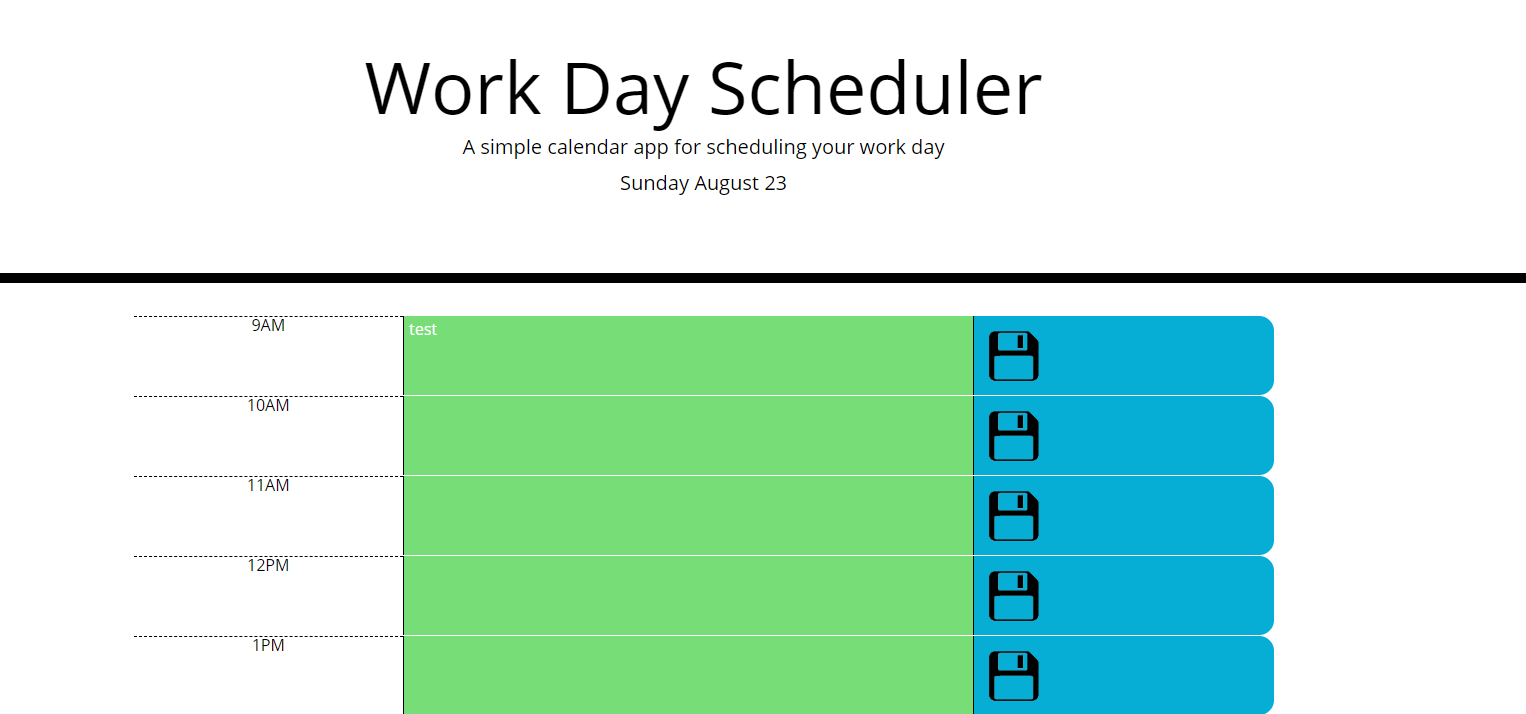 Work Day Scheduler
A simple calendar app for scheduling your work day
Sunday August 23
9AM
test
10AM
11AM
12PM
1PM